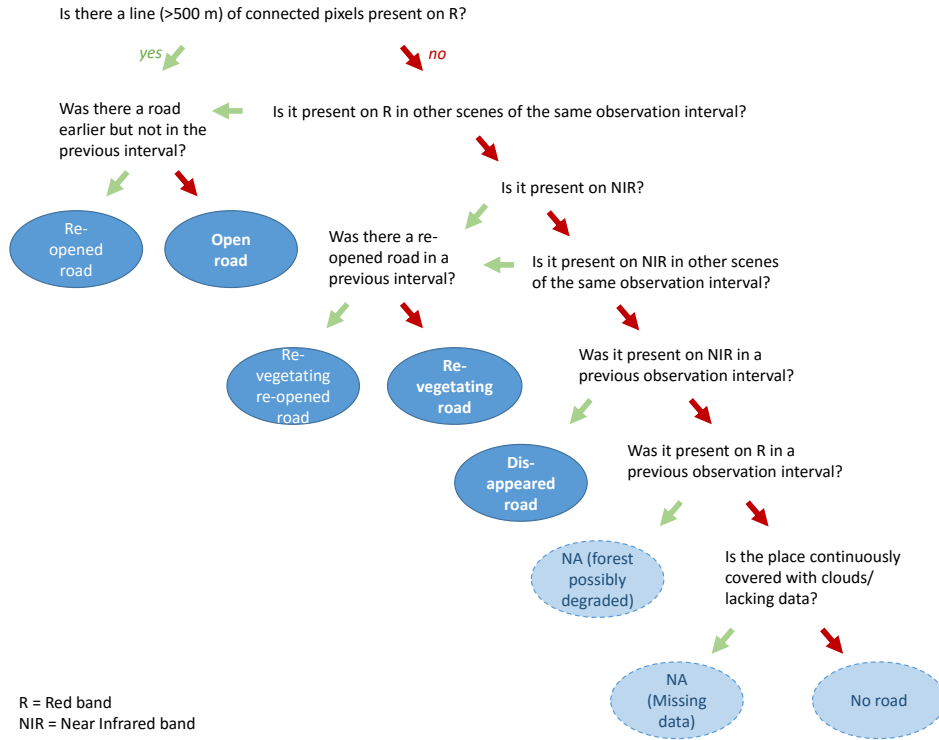 Is there a line (>500 m) of connected pixels present on R?
yes
no
Was there a road
earlier but not in the
previous interval?
Is it present on R in other scenes of the same observation interval?
Is it present on NIR?
Re-
opened
road
Open
road
Was there a re-
opened road in a
previous interval?
Is it present on NIR in other scenes
of the same observation interval?
Re-
vegetating
re-opened
road
Re-
vegetating
road
Was it present on NIR in a
previous observation interval?
Dis-
appeared
road
Was it present on R in a
previous observation interval?
NA (forest
possibly
degraded)
Is the place continuously
covered with clouds/
lacking data?
NA
(Missing
data)
No road
R = Red band
NIR = Near Infrared band